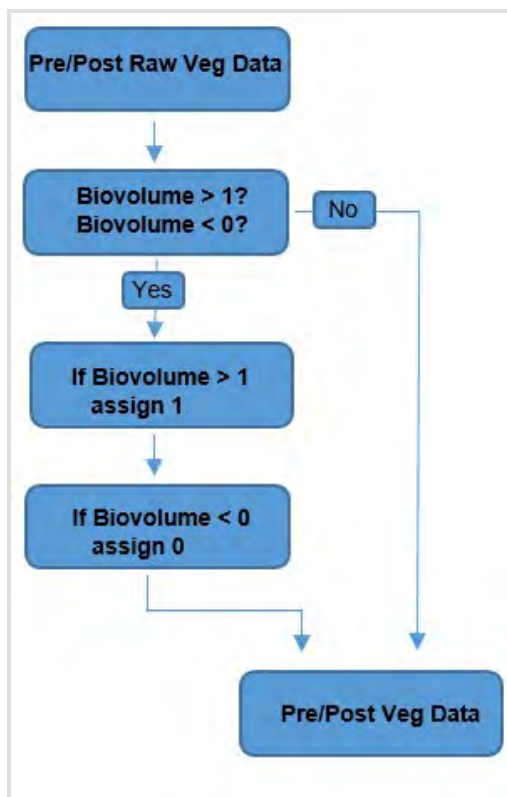 Pre/Post Raw Veg Data
Biovolume > 1?
Biovolume < 0?
No
Yes
If Biovolume > 1
assign 1
If Biovolume < 0
assign 0
Pre/Post Veg Data